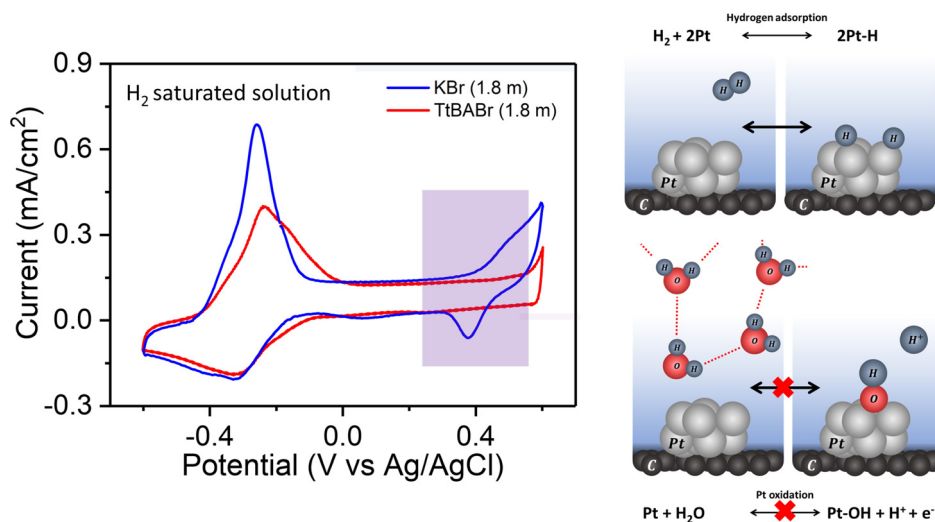 H₂ saturated solution
KBr (1.8 m)
TtBABr (1.8 m)
Current (mA/cm²)
0.9
0.6
0.3
0.0
-0.3
-0.4
0.0
0.4
Potential (V vs Ag/AgCl)
Hydrogen adsorption
H₂ + 2Pt
2Pt-H
H
H
H
H
Pt
Pt
C
C
H
H
O
H
H
O
H
O
H
H
O
H
H⁺
H
O
Pt
Pt
C
C
Pt oxidation
Pt + H₂O
Pt-OH + H⁺ + e⁻